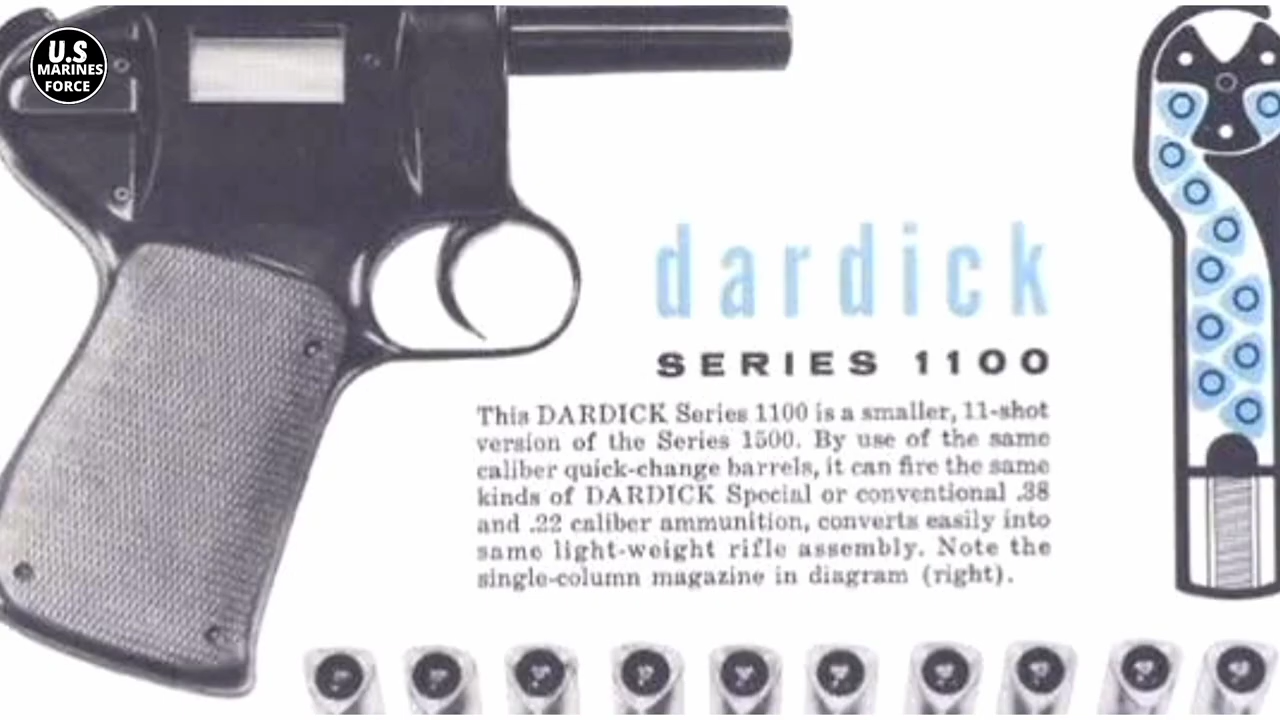 U.S
MARINES
FORCE
dardick
SERIES 1100
This DARDICK Series 1100 is a smaller, 11-shot
version of the Series 1500. By use of the same
caliber quick-change barrels, it can fire the same
kinds of DARDICK Special or conventional .38
and .22 caliber ammunition, converts easily into
same light-weight rifle assembly. Note the
single-column magazine in diagram (right).